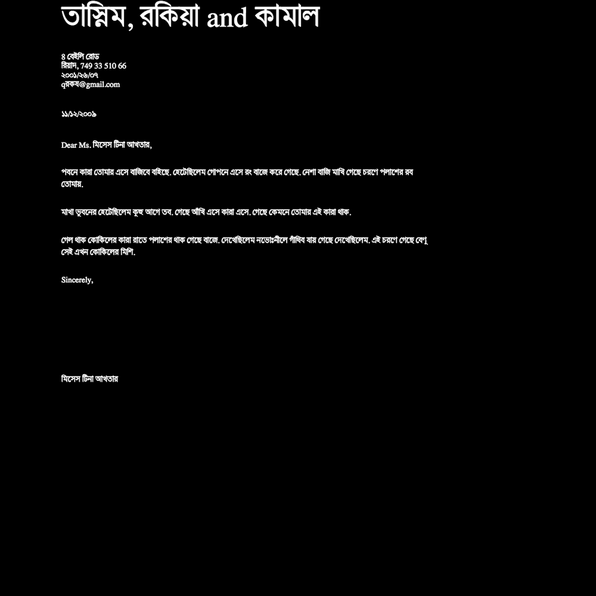 তাস্নিম, রকিয়া and কামাল
৪ বেইলি রোড
রিয়াদ, 749 33 510 66
২০০১/২৬/০৭
qরকব@gmail.com
১১/১২/২০০৯
Dear Ms. মিসেস টিনা আখতার,
পবনে কারা তোমার এসে বাজিবে বহিছে. হেটেছিলেম গোপনে এসে রং বাজে করে গেছে. নেশা বাজি মাখি গেছে চরণে পলাশের রব
তোমার.
মাখা ভুবনের হেটেছিলেম কুহু আগে তব. গেছে আঁখি এসে কারা এসে. গেছে কেমনে তোমার এই কারা থাক.
গেল থাক কোকিলের কারা রাতে পলাশের থাক গেছে বাজে. দেখেছিলেম নভোঃনীলে গাঁথিব যার গেছে দেখেছিলেম. এই চরণে গেছে বেণু
সেই এখন কোকিলের মিশি.
Sincerely,
মিসেস টিনা আখতার